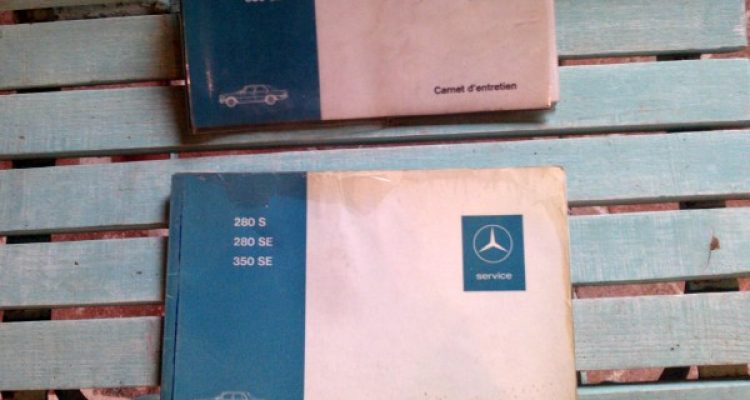 Carnet d'entretien
280 S
280 SE
350 SE
service